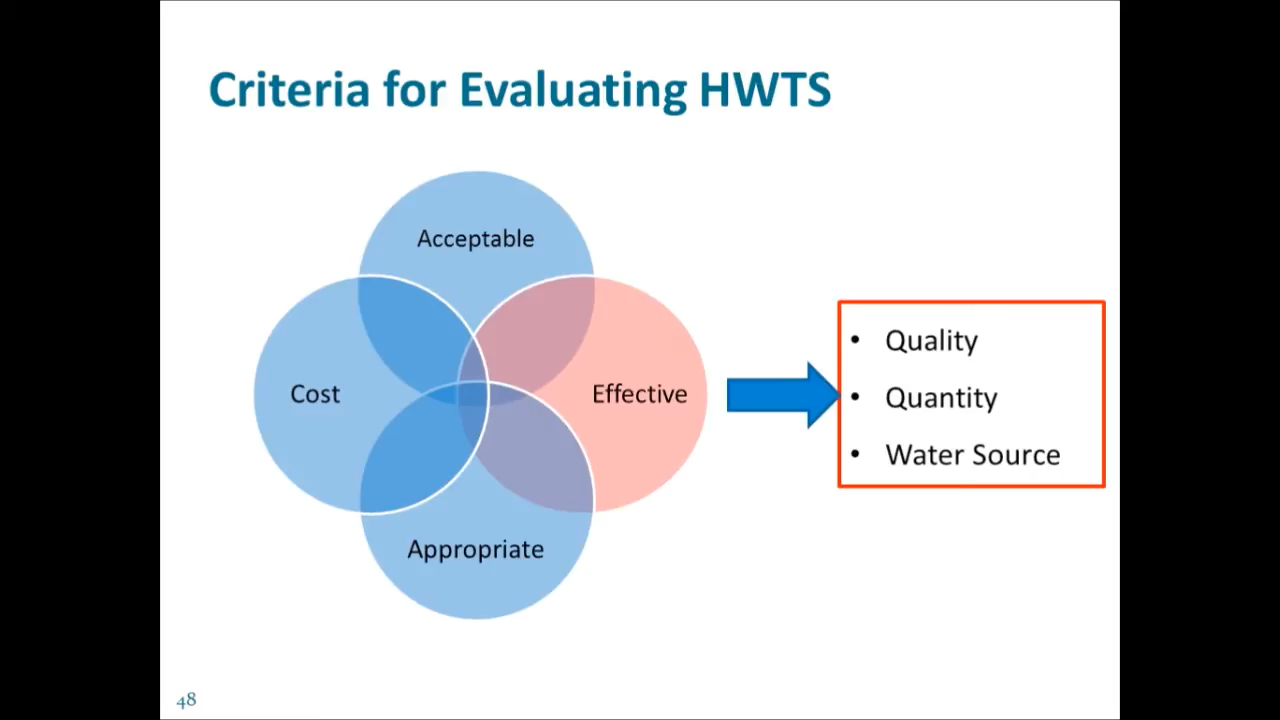 Criteria for Evaluating HWTS
Acceptable
Cost
Effective
Appropriate
• Quality
• Quantity
• Water Source
48